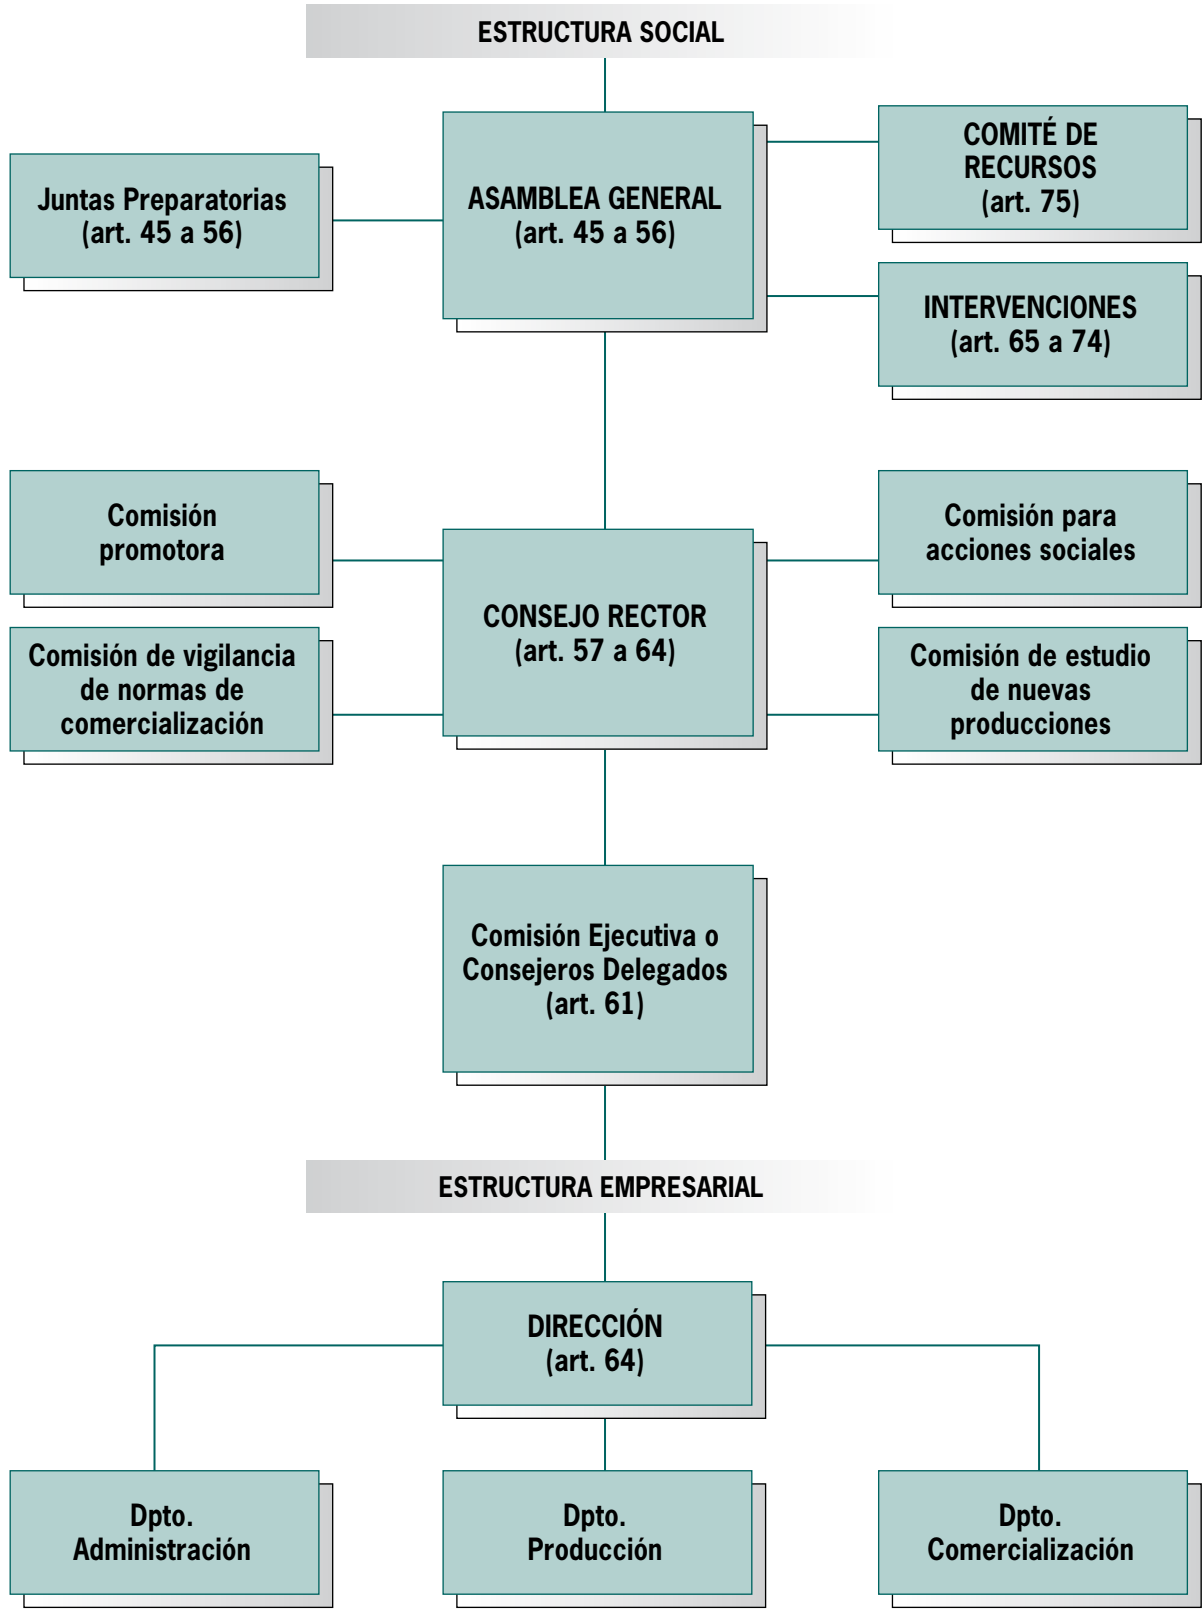 ESTRUCTURA SOCIAL
Juntas Preparatorias
(art. 45 a 56)
ASAMBLEA GENERAL
(art. 45 a 56)
COMITÉ DE
RECURSOS
(art. 75)
INTERVENCIONES
(art. 65 a 74)
Comisión
promotora
Comisión de vigilancia
de normas de
comercialización
CONSEJO RECTOR
(art. 57 a 64)
Comisión para
acciones sociales
Comisión de estudio
de nuevas
producciones
Comisión Ejecutiva o
Consejeros Delegados
(art. 61)
ESTRUCTURA EMPRESARIAL
DIRECCIÓN
(art. 64)
Dpto.
Administración
Dpto.
Producción
Dpto.
Comercialización